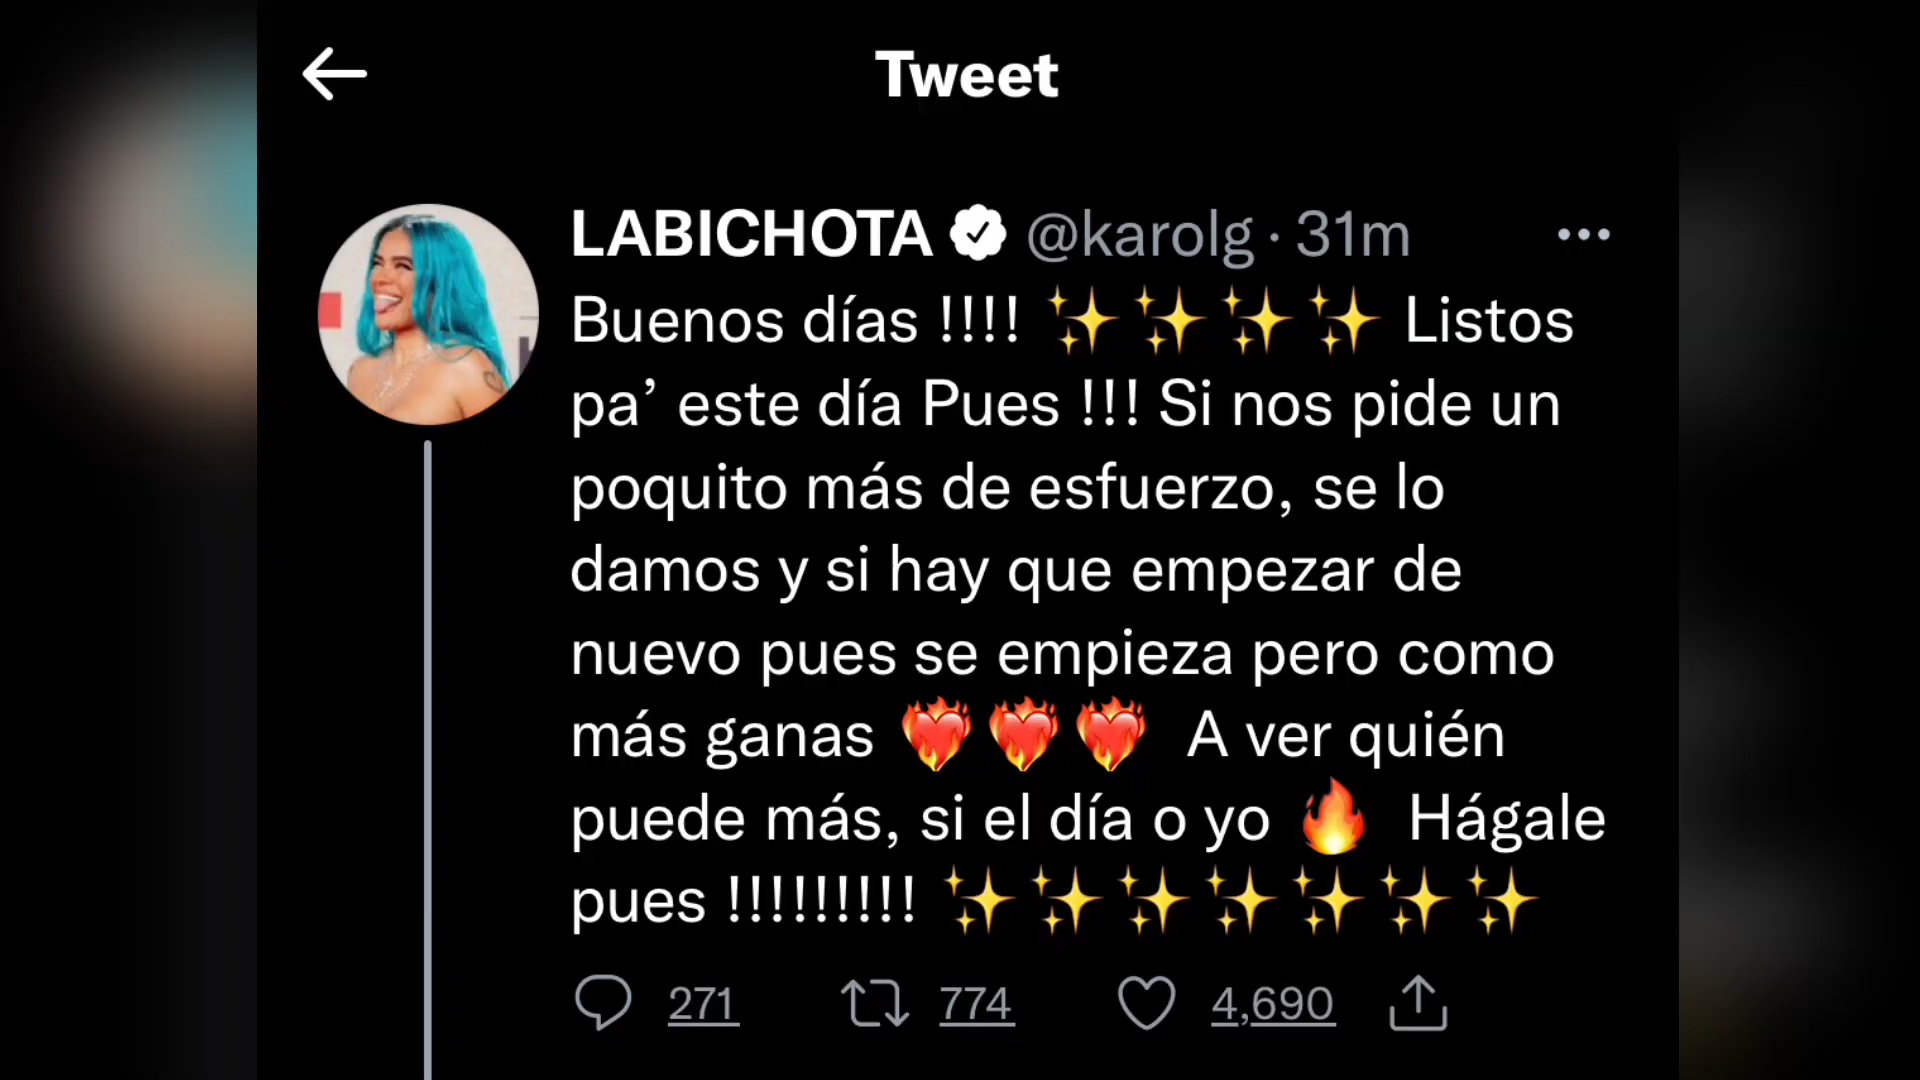 Tweet
LABICHOTA @karolg · 31m
Buenos días !!!! ✨✨✨✨ Listos
pa’ este día Pues !!! Si nos pide un
poquito más de esfuerzo, se lo
damos y si hay que empezar de
nuevo pues se empieza pero como
más ganas ❤️‍🔥❤️‍🔥❤️‍🔥 A ver quién
puede más, si el día o yo 🔥 Hágale
pues !!!!!!!!! ✨✨✨✨✨✨✨
271 774 4,690